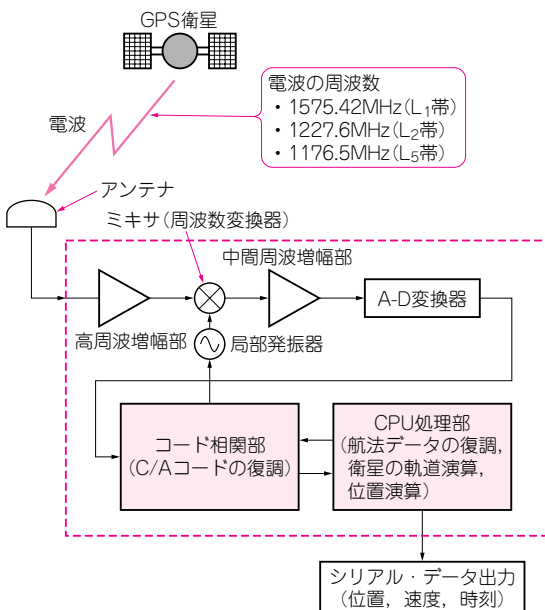 GPS衛星
電波の周波数
・1575.42MHz(L₁帯)
・1227.6MHz(L₂帯)
・1176.5MHz(L₅帯)
電波
アンテナ
ミキサ(周波数変換器)
中間周波増幅部
A-D変換器
高周波増幅部
局部発振器
コード相関部
(C/Aコードの復調)
CPU処理部
(航法データの復調,
衛星の軌道演算,
位置演算)
シリアル・データ出力
(位置,速度,時刻)